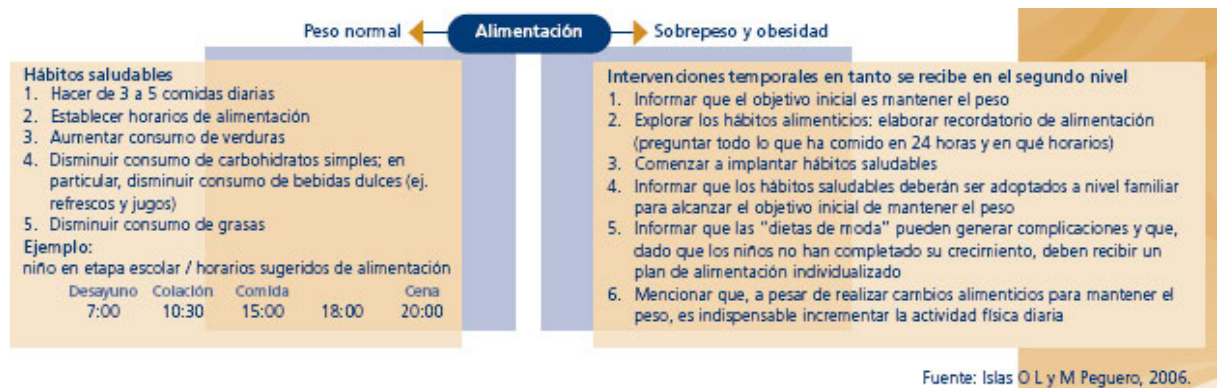 Peso normal Alimentación Sobrepeso y obesidad
Hábitos saludables
1. Hacer de 3 a 5 comidas diarias
2. Establecer horarios de alimentación
3. Aumentar consumo de verduras
4. Disminuir consumo de carbohidratos simples; en
particular, disminuir consumo de bebidas dulces (ej.
refrescos y jugos)
5. Disminuir consumo de grasas
Ejemplo:
niño en etapa escolar / horarios sugeridos de alimentación
Desayuno Colación Comida Cena
7:00 10:30 15:00 18:00 20:00
Intervenciones temporales en tanto se recibe en el segundo nivel
1. Informar que el objetivo inicial es mantener el peso
2. Explorar los hábitos alimenticios: elaborar recordatorio de alimentación
(preguntar todo lo que ha comido en 24 horas y en qué horarios)
3. Comenzar a implantar hábitos saludables
4. Informar que los hábitos saludables deberán ser adoptados a nivel familiar
para alcanzar el objetivo inicial de mantener el peso
5. Informar que las "dietas de moda" pueden generar complicaciones y que,
dado que los niños no han completado su crecimiento, deben recibir un
plan de alimentación individualizado
6. Mencionar que, a pesar de realizar cambios alimenticios para mantener el
peso, es indispensable incrementar la actividad física diaria
Fuente: Islas O L y M Peguero, 2006.